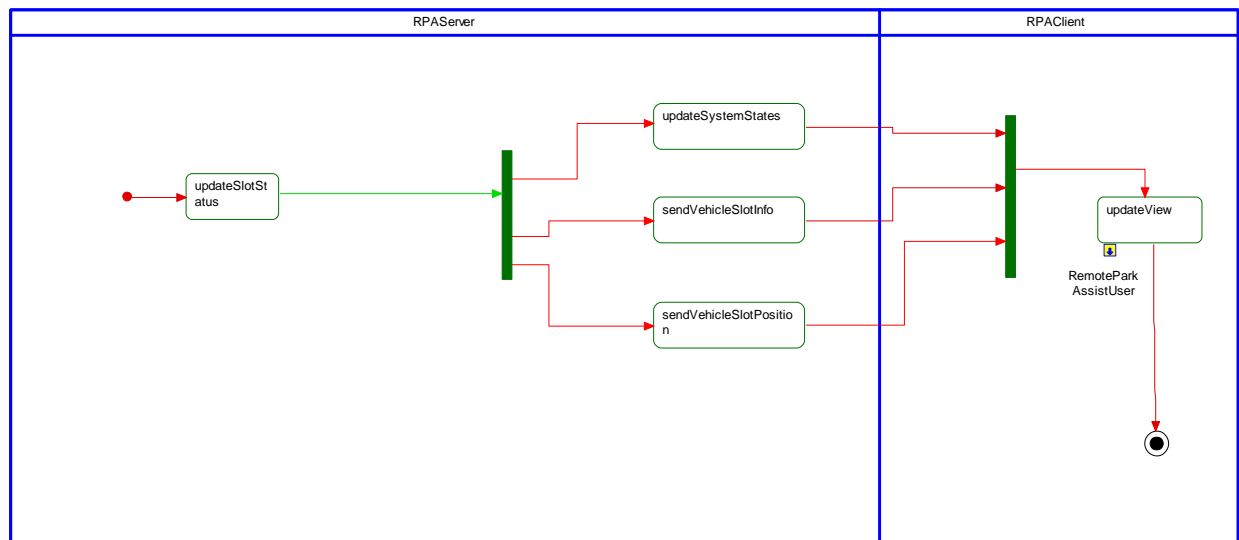 RPAServer
RPAClient
updateSystemStates
updateSlotSt
atus
sendVehicleSlotInfo
updateView
RemotePark
AssistUser
sendVehicleSlotPositio
n